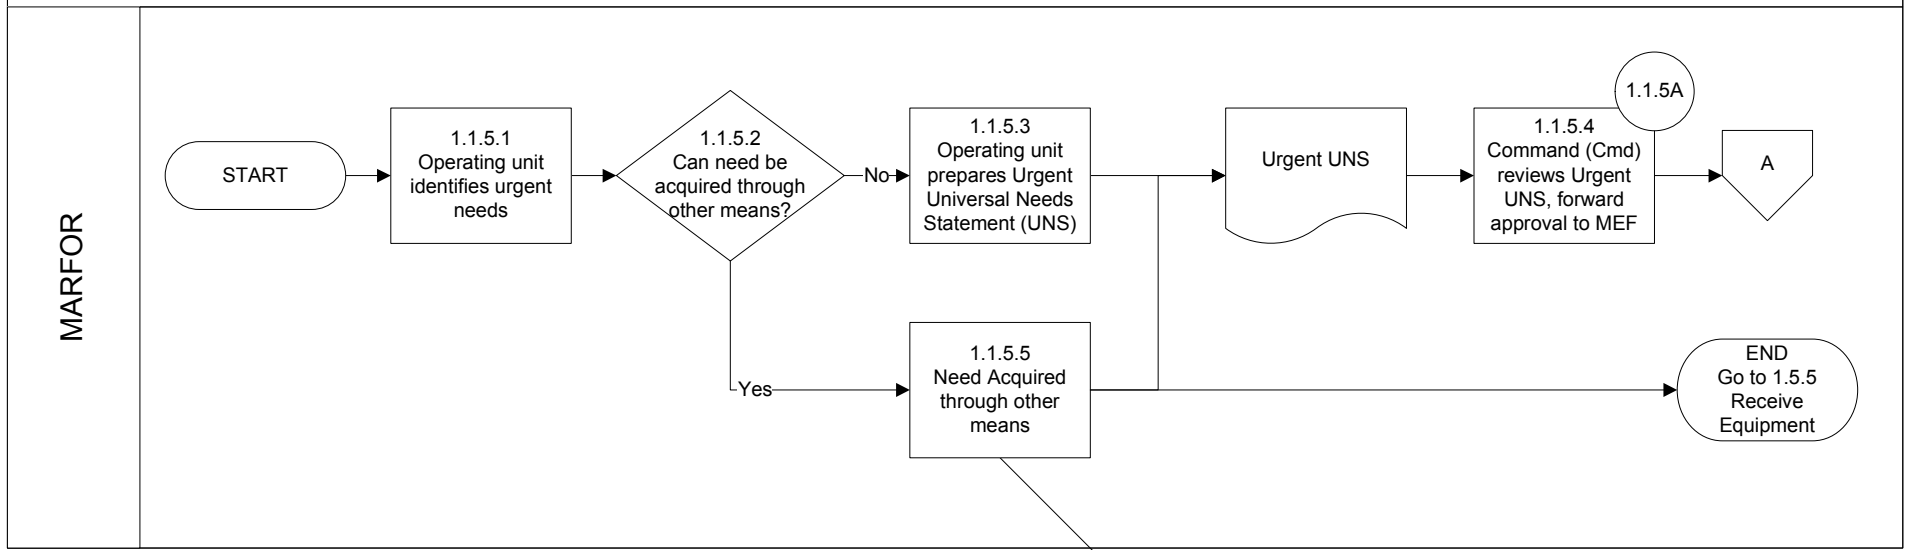 MARFOR
START
1.1.5.1
Operating unit
identifies urgent
needs
1.1.5.2
Can need be
acquired through
other means?
No
Yes
1.1.5.3
Operating unit
prepares Urgent
Universal Needs
Statement (UNS)
Urgent UNS
1.1.5.4
Command (Cmd)
reviews Urgent
UNS, forward
approval to MEF
1.1.5A
A
1.1.5.5
Need Acquired
through other
means
END
Go to 1.5.5
Receive
Equipment